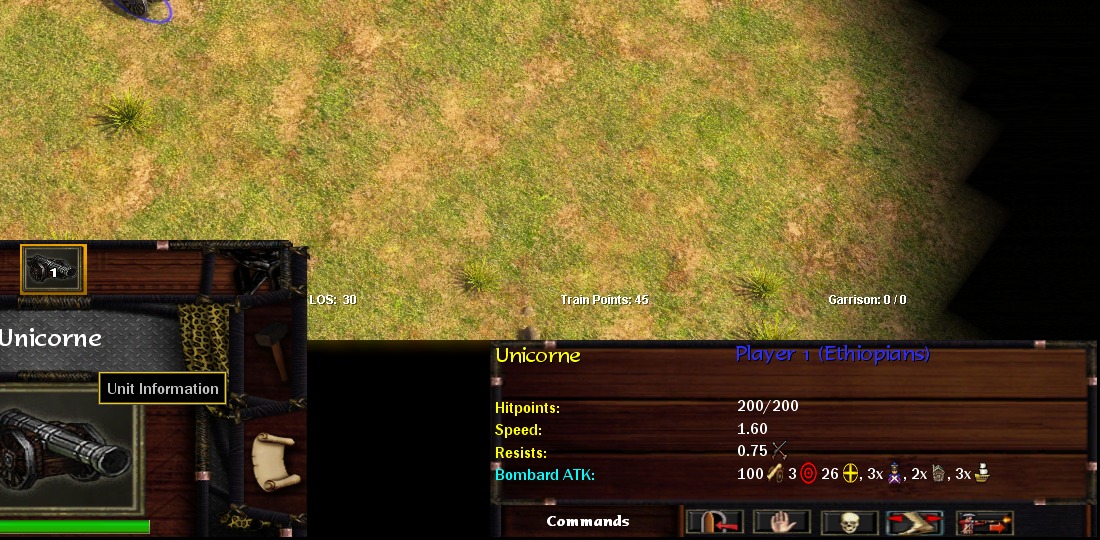 1
LOS: 30
Train Points: 45
Garrison: 0 / 0
Unicorne
Unit Information
Unicorne
Player 1 (Ethiopians)
Hitpoints: 200/200
Speed: 1.60
Resists: 0.75
Bombard ATK: 100 3 26 , 3x , 2x , 3x
Commands